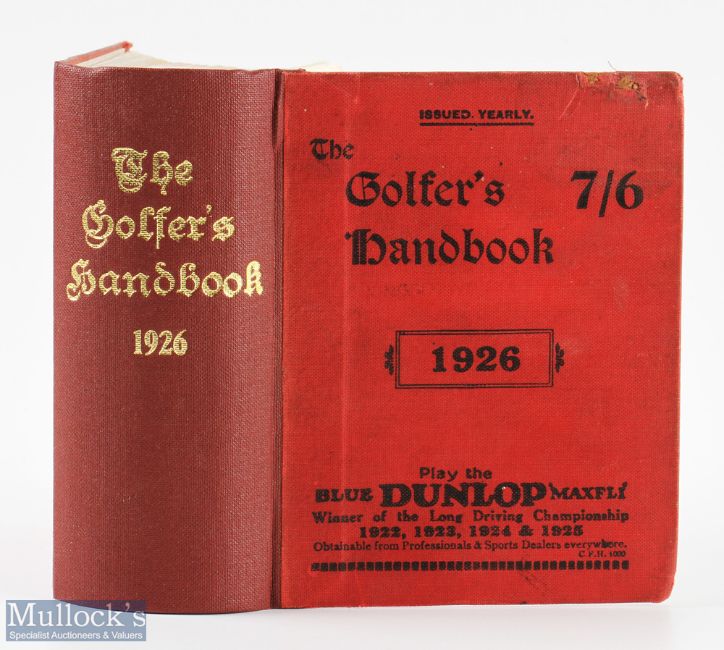 The
Golfer's
Handbook
1926
ISSUED. YEARLY.
The
Golfer's 7/6
Handbook
1926
Play the
BLUE DUNLOP MAXFLI
Winner of the Long Driving Championship
1922, 1923, 1924 & 1925
Obtainable from Professionals & Sports Dealers everywhere.
C.F.H. 1000
Mullock's
Specialist Auctioneers & Valuers